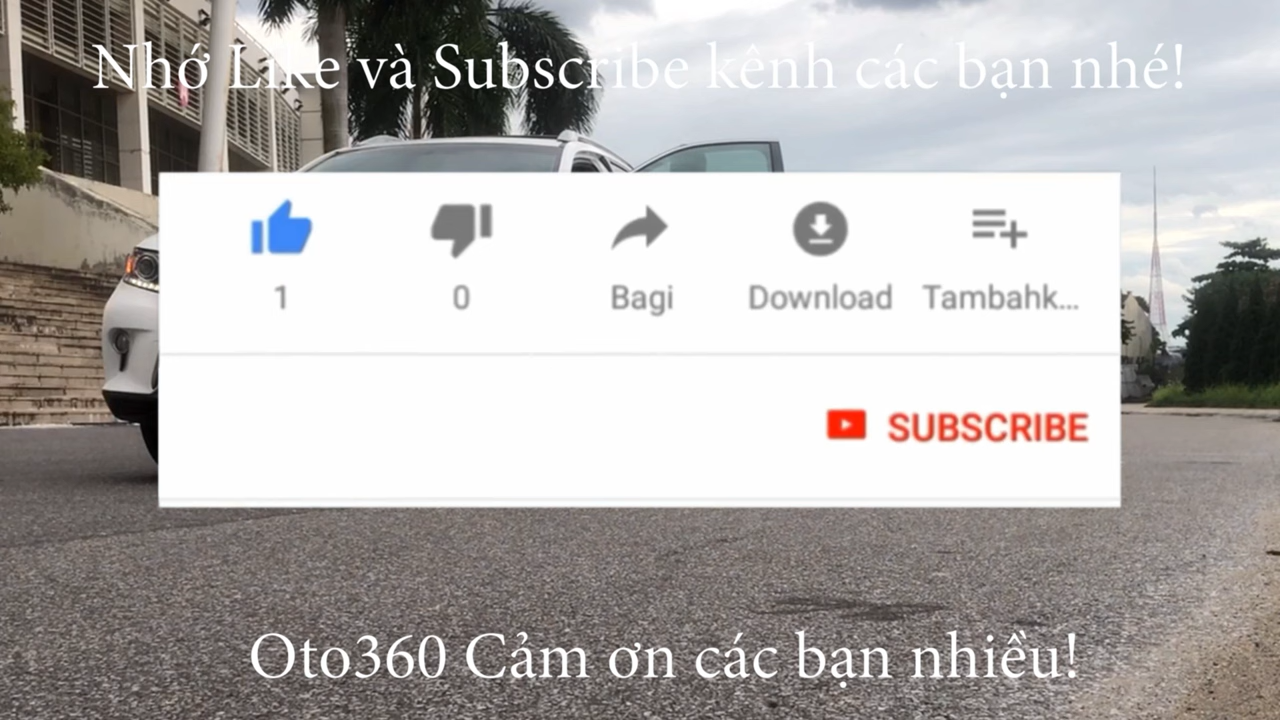 Nhớ Like và Subscribe kênh các bạn nhé!
1 0 Bagi Download Tambahk...
SUBSCRIBE
Oto360 Cảm ơn các bạn nhiều!